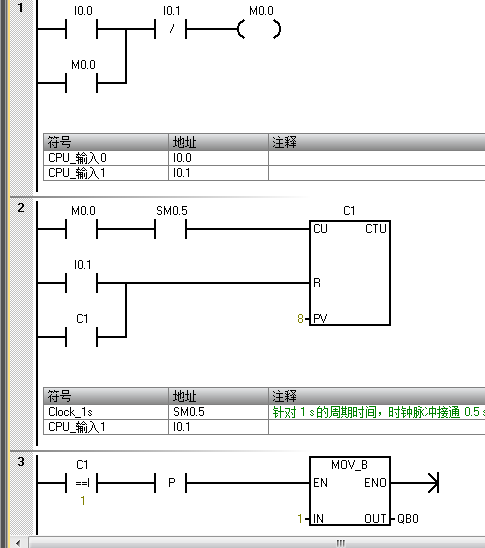 1
I0.0 I0.1 M0.0
/
M0.0
符号 地址 注释
CPU_输入0 I0.0
CPU_输入1 I0.1
2
M0.0 SM0.5 C1
CU CTU
I0.1
R
C1
8 PV
符号 地址 注释
Clock_1s SM0.5 针对 1 s 的周期时间，时钟脉冲接通 0.5 s
CPU_输入1 I0.1
3
C1 MOV_B
==I P EN ENO
1
1 IN OUT QB0